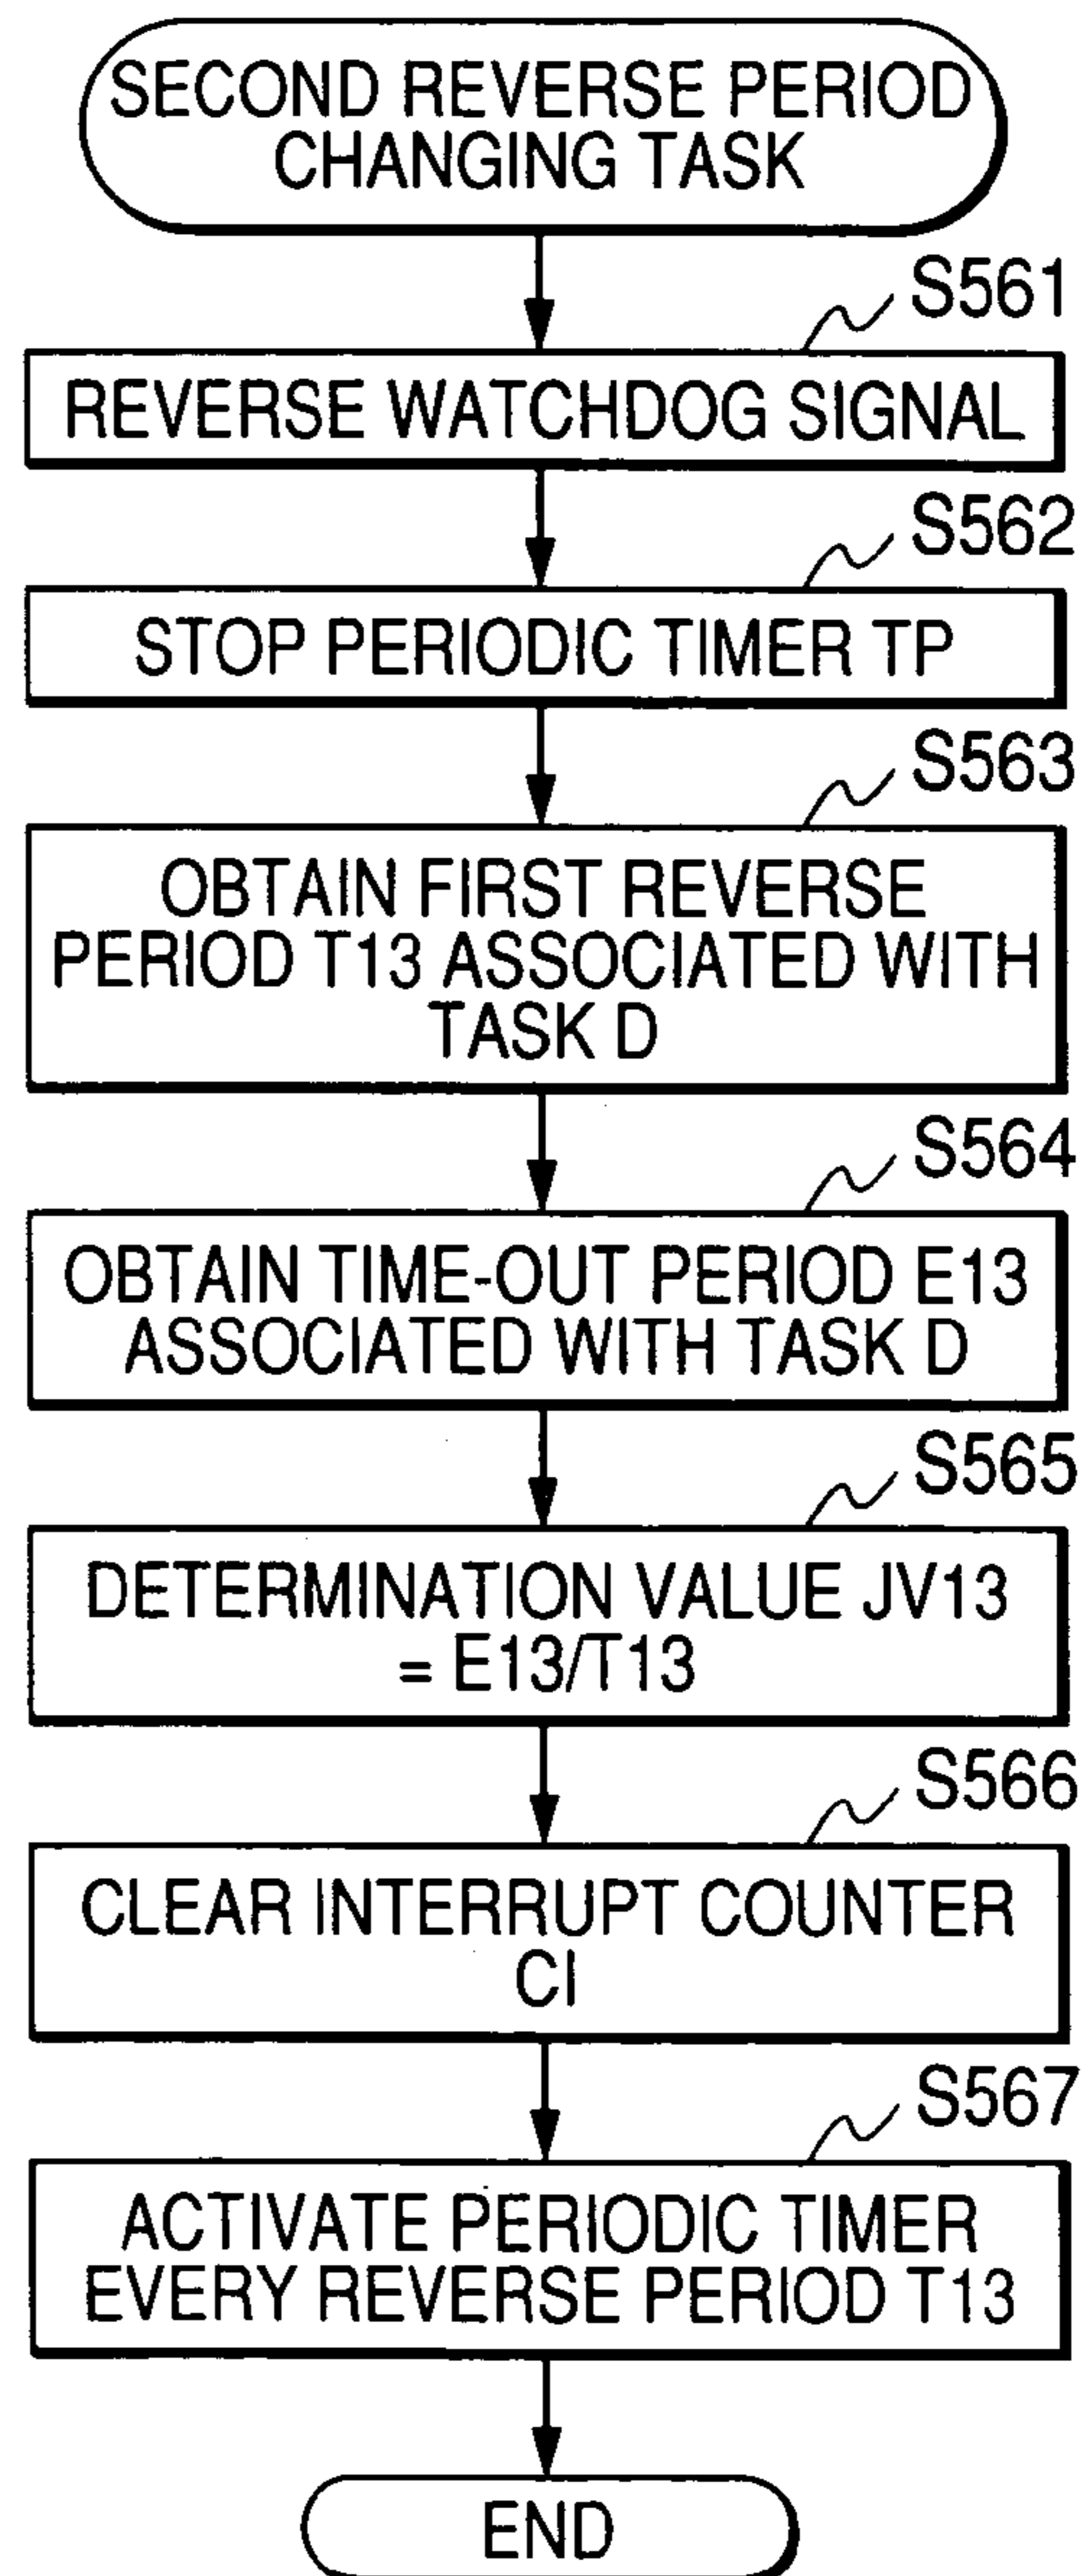 SECOND REVERSE PERIOD
CHANGING TASK
S561
REVERSE WATCHDOG SIGNAL
S562
STOP PERIODIC TIMER TP
S563
OBTAIN FIRST REVERSE
PERIOD T13 ASSOCIATED WITH
TASK D
S564
OBTAIN TIME-OUT PERIOD E13
ASSOCIATED WITH TASK D
S565
DETERMINATION VALUE JV13
= E13/T13
S566
CLEAR INTERRUPT COUNTER
CI
S567
ACTIVATE PERIODIC TIMER
EVERY REVERSE PERIOD T13
END